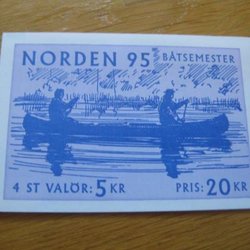 NORDEN 95 BÅTSEMESTER
4 ST VALÖR: 5 KR PRIS: 20 KR